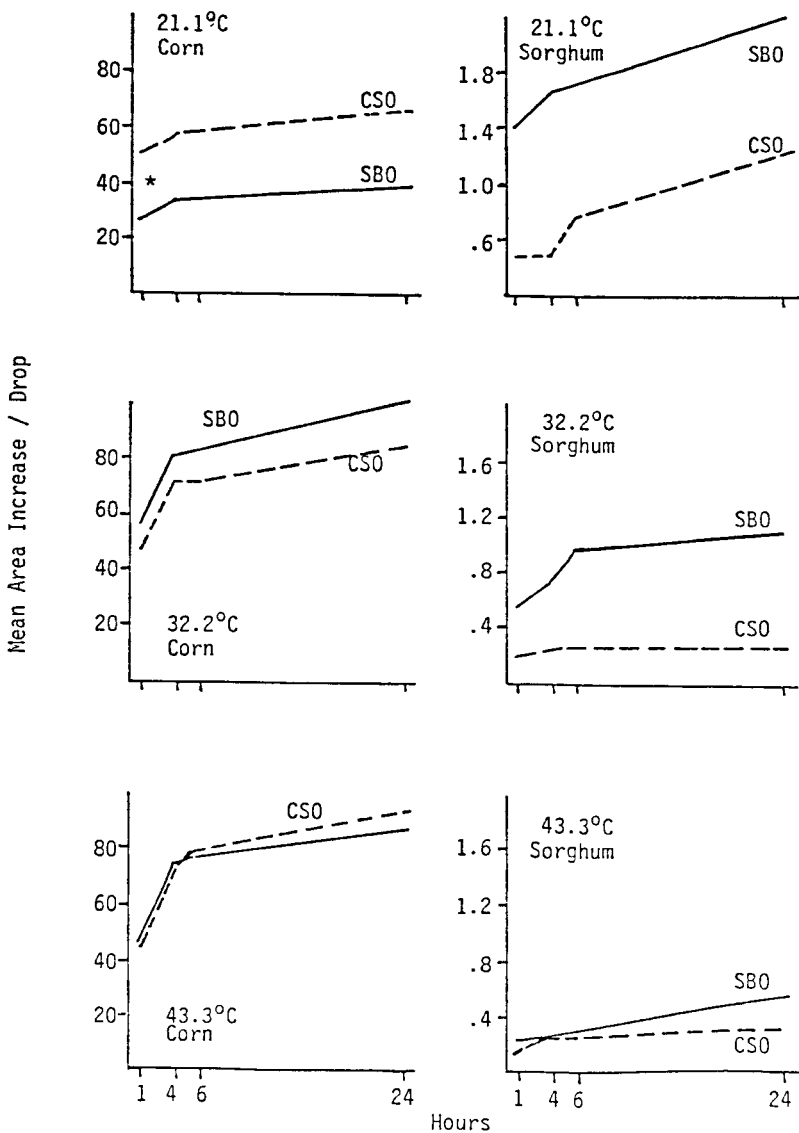 Mean Area Increase / Drop
21.1°C
Corn
80
60
40
20
CSO
*
SBO
21.1°C
Sorghum
1.8
1.4
1.0
.6
SBO
CSO
80
60
40
20
SBO
CSO
32.2°C
Corn
32.2°C
Sorghum
1.6
1.2
.8
.4
SBO
CSO
80
60
40
20
CSO
43.3°C
Corn
1 4 6 24
43.3°C
Sorghum
1.6
1.2
.8
.4
SBO
CSO
1 4 6 24
Hours